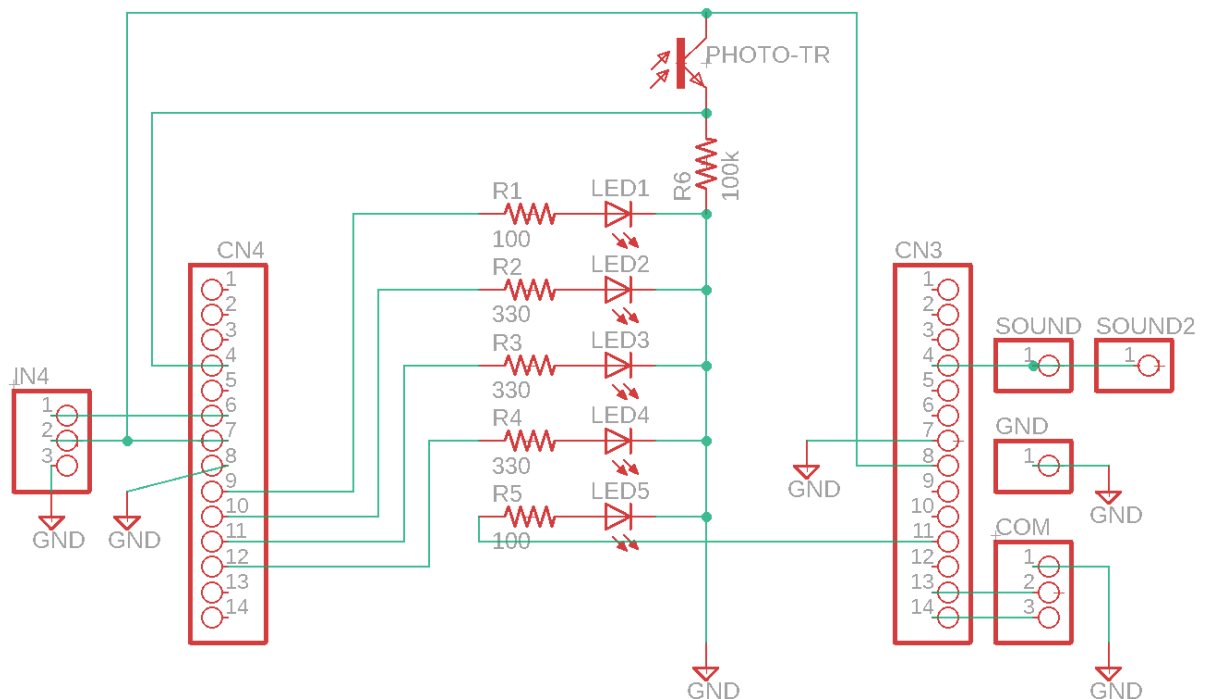 PHOTO-TR
R6
100k
R1
LED1
100
R2
LED2
330
R3
LED3
330
R4
LED4
330
R5
LED5
100
CN4
1
2
3
4
5
6
7
8
9
10
11
12
13
14
IN4
1
2
3
GND
GND
GND
CN3
1
2
3
4
5
6
7
8
9
10
11
12
13
14
GND
SOUND
1
SOUND2
1
GND
1
GND
COM
1
2
3
GND